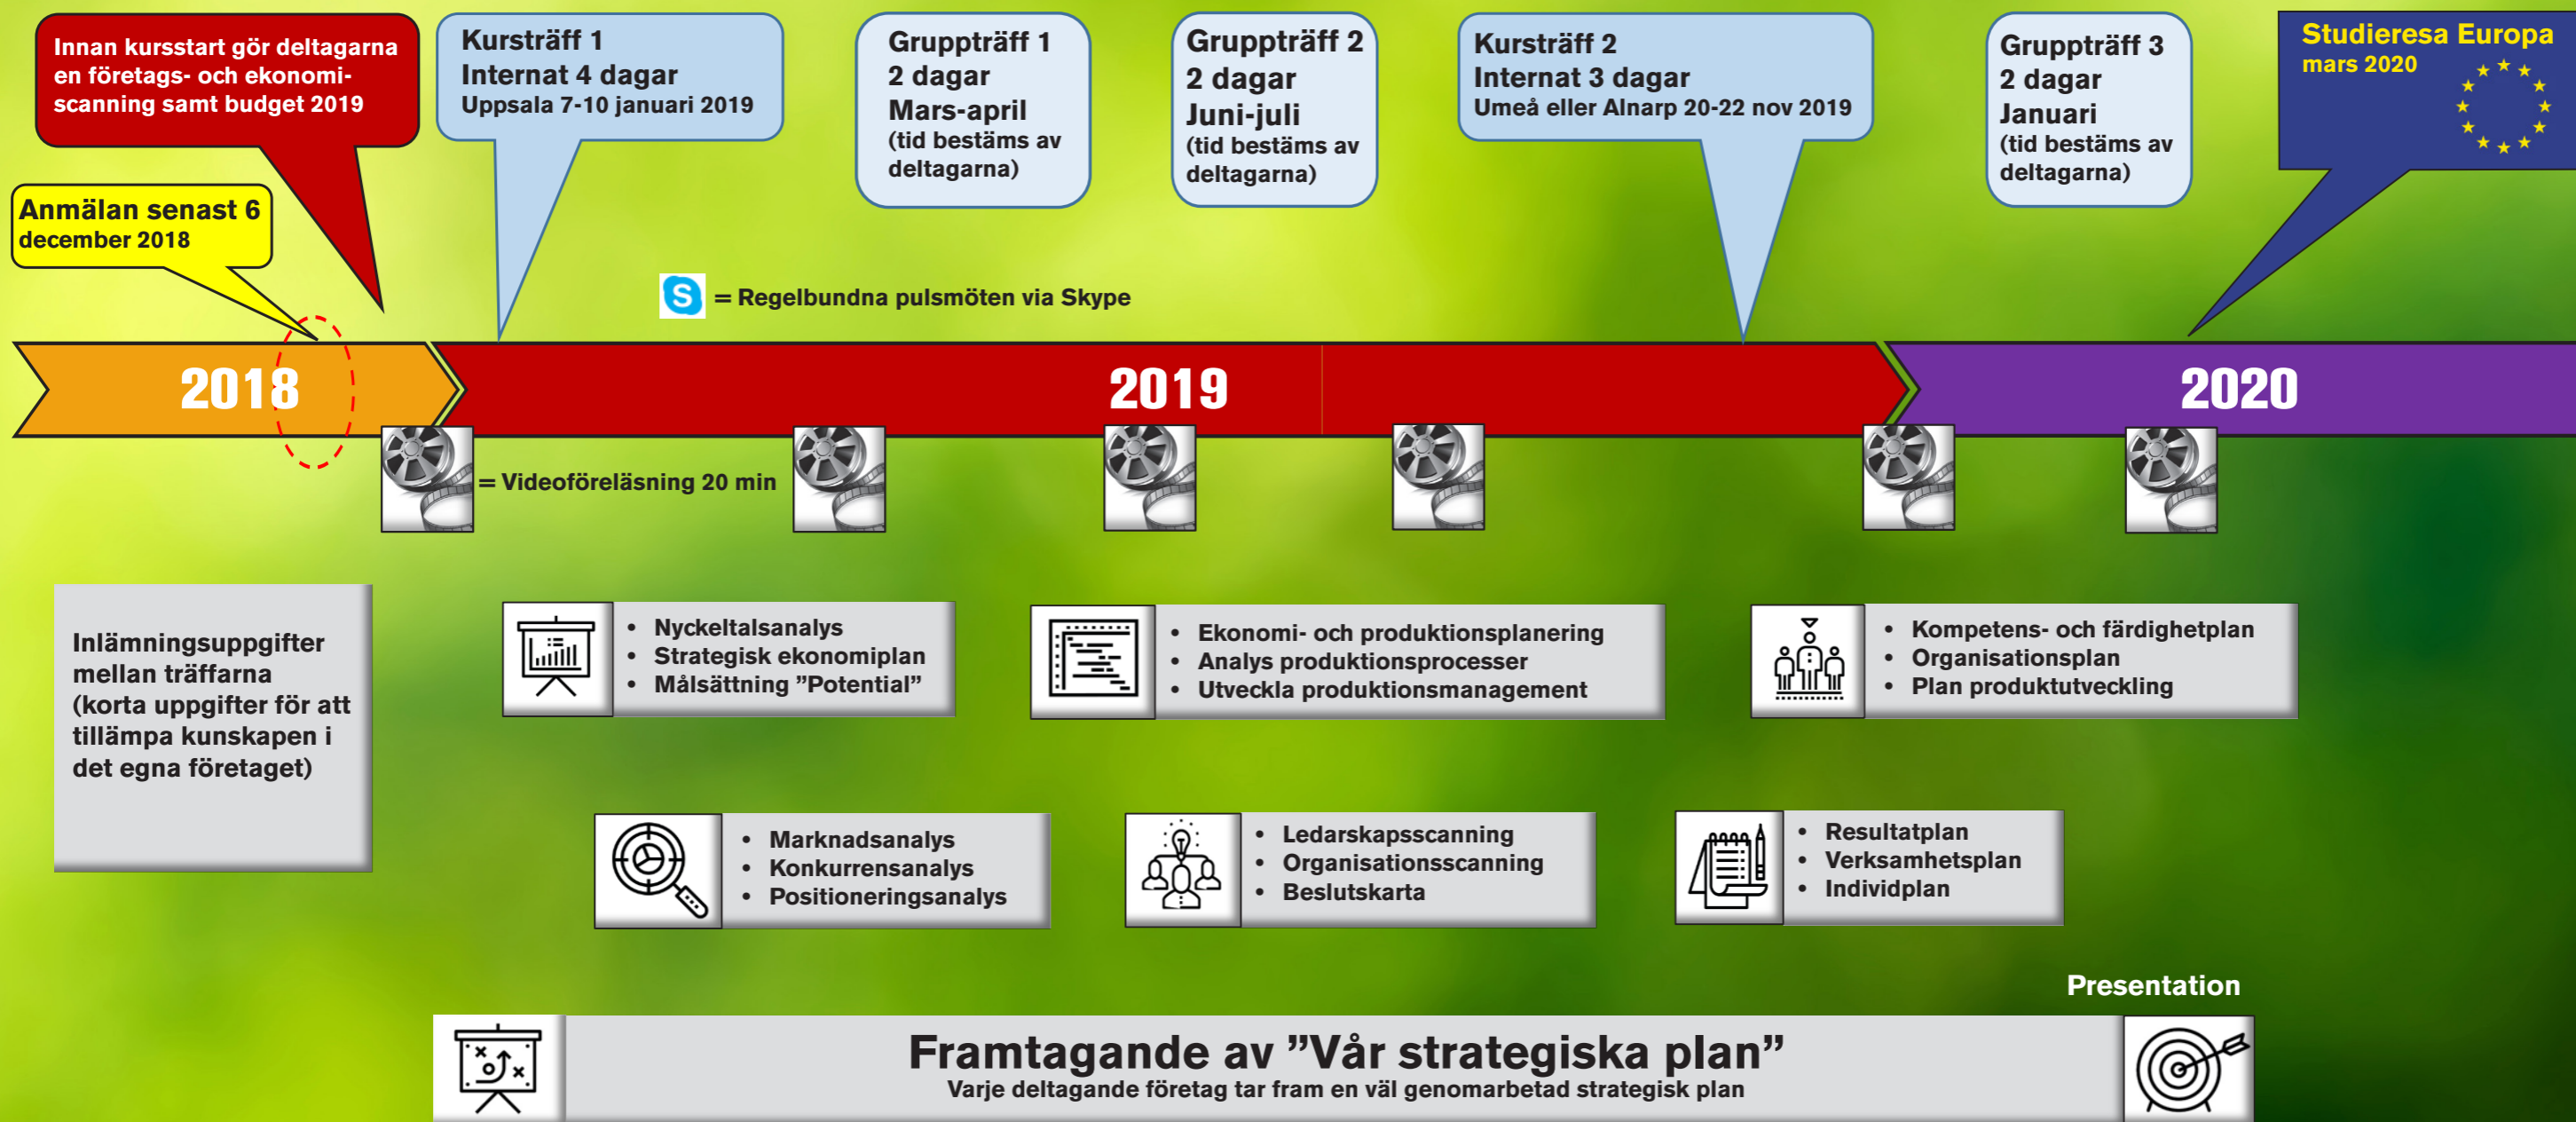 Innan kursstart gör deltagarna
en företags- och ekonomi-
scanning samt budget 2019
Anmälan senast 6
december 2018
Kursträff 1
Internat 4 dagar
Uppsala 7-10 januari 2019
Gruppträff 1
2 dagar
Mars-april
(tid bestäms av
deltagarna)
Gruppträff 2
2 dagar
Juni-juli
(tid bestäms av
deltagarna)
Kursträff 2
Internat 3 dagar
Umeå eller Alnarp 20-22 nov 2019
Gruppträff 3
2 dagar
Januari
(tid bestäms av
deltagarna)
Studieresa Europa
mars 2020
S = Regelbundna pulsmöten via Skype
2018
2019
2020
= Videoföreläsning 20 min
Inlämningsuppgifter
mellan träffarna
(korta uppgifter för att
tillämpa kunskapen i
det egna företaget)
• Nyckeltalsanalys
• Strategisk ekonomiplan
• Målsättning ”Potential”
• Ekonomi- och produktionsplanering
• Analys produktionsprocesser
• Utveckla produktionsmanagement
• Kompetens- och färdighetplan
• Organisationsplan
• Plan produktutveckling
• Marknadsanalys
• Konkurrensanalys
• Positioneringsanalys
• Ledarskapsscanning
• Organisationsscanning
• Beslutskarta
• Resultatplan
• Verksamhetsplan
• Individplan
Presentation
Framtagande av ”Vår strategiska plan”
Varje deltagande företag tar fram en väl genomarbetad strategisk plan